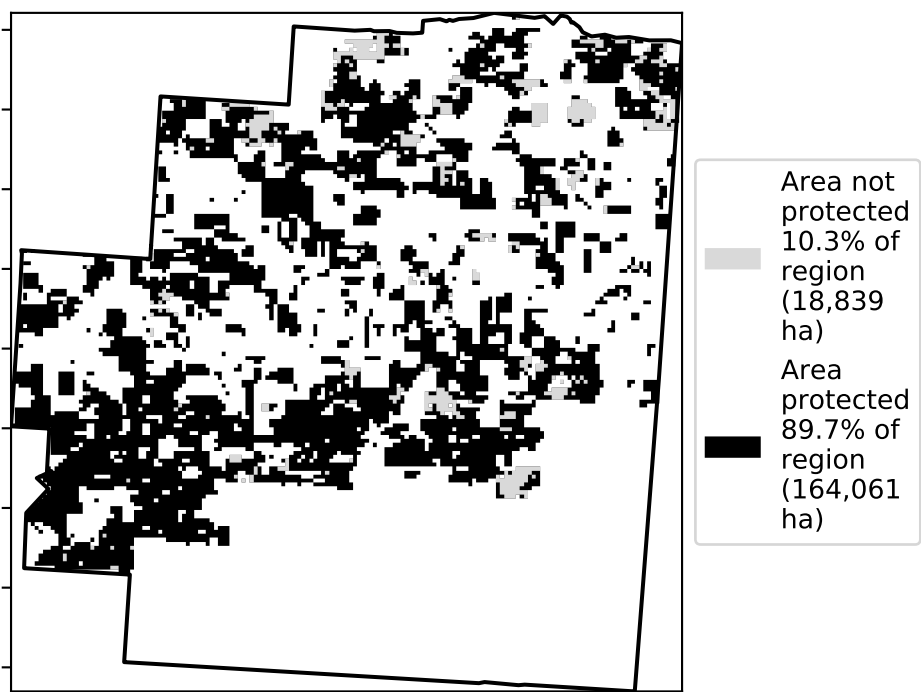 Area not
protected
10.3% of
region
(18,839
ha)
Area
protected
89.7% of
region
(164,061
ha)